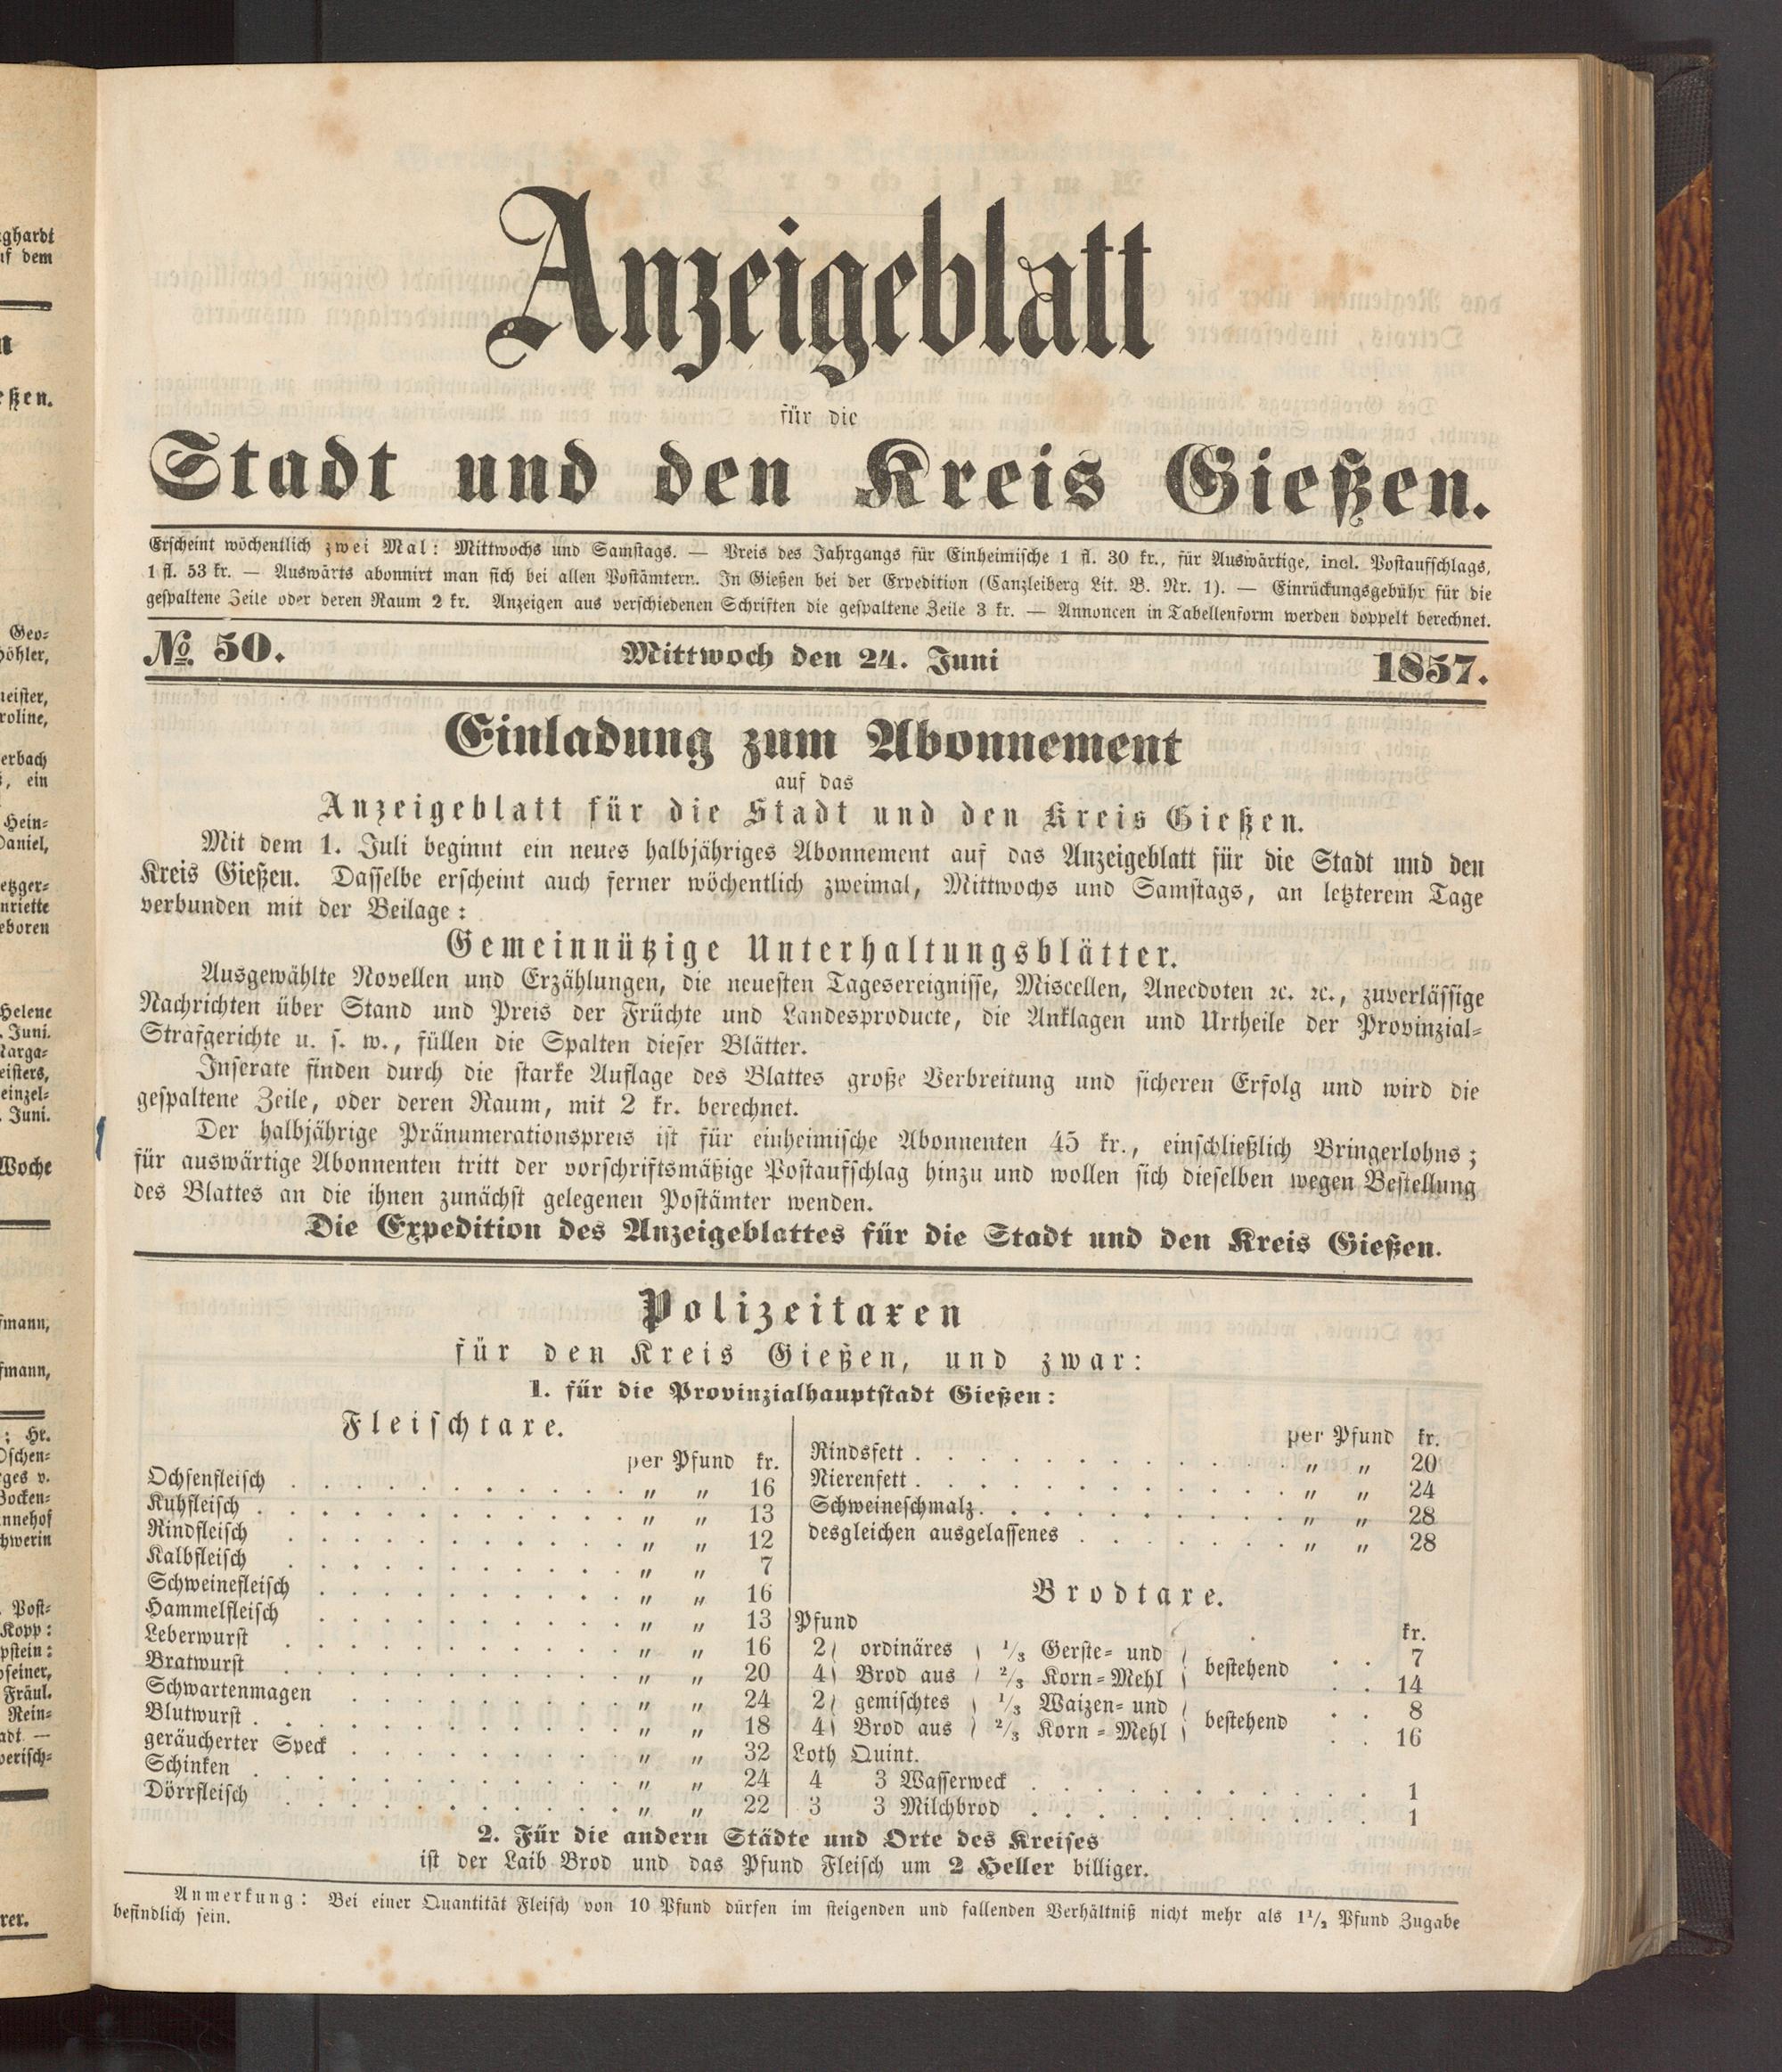 Anzeigeblatt
für die
Stadt und den Kreis Gießen.
Erscheint wöchentlich zwei Mal: Mittwochs und Samstags. — Preis des Jahrgangs für Einheimische 1 fl. 30 kr., für Auswärtige, incl. Postaufschlags,
1 fl. 53 kr. — Auswärts abonnirt man sich bei allen Postämtern. In Gießen bei der Expedition (Canzleiberg Lit. B. Nr. 1). — Einrückungsgebühr für die
gespaltene Zeile oder deren Raum 2 kr. Anzeigen aus verschiedenen Schriften die gespaltene Zeile 3 kr. — Annoncen in Tabellenform werden doppelt berechnet.
№ 50. Mittwoch den 24. Juni 1857.
Einladung zum Abonnement
auf das
Anzeigeblatt für die Stadt und den Kreis Gießen.
Mit dem 1. Juli beginnt ein neues halbjähriges Abonnement auf das Anzeigeblatt für die Stadt und den
Kreis Gießen. Dasselbe erscheint auch ferner wöchentlich zweimal, Mittwochs und Samstags, an letzterem Tage
verbunden mit der Beilage:
Gemeinnützige Unterhaltungsblätter.
Ausgewählte Novellen und Erzählungen, die neuesten Tagesereignisse, Miscellen, Anecdoten ꝛc. ꝛc., zuverlässige
Nachrichten über Stand und Preis der Früchte und Landesproducte, die Anklagen und Urtheile der Provinzial-
Strafgerichte u. s. w., füllen die Spalten dieser Blätter.
Inserate finden durch die starke Auflage des Blattes große Verbreitung und sicheren Erfolg und wird die
gespaltene Zeile, oder deren Raum, mit 2 kr. berechnet.
Der halbjährige Pränumerationspreis ist für einheimische Abonnenten 45 kr., einschließlich Bringerlohns;
für auswärtige Abonnenten tritt der vorschriftsmäßige Postaufschlag hinzu und wollen sich dieselben wegen Bestellung
des Blattes an die ihnen zunächst gelegenen Postämter wenden.
Die Expedition des Anzeigeblattes für die Stadt und den Kreis Gießen.
Polizeitaxen
für den Kreis Gießen, und zwar:
1. für die Provinzialhauptstadt Gießen:
Fleischtaxe.
per Pfund kr.
Ochsenfleisch . . . " " 16
Kuhfleisch . . . " " 13
Rindfleisch . . . " " 12
Kalbfleisch . . . " " 7
Schweinefleisch . . . " " 16
Hammelfleisch . . . " " 13
Leberwurst . . . " " 16
Bratwurst . . . " " 20
Schwartenmagen . . . " " 24
Blutwurst . . . " " 18
geräucherter Speck . . . " " 32
Schinken . . . " " 24
Dörrfleisch . . . " " 22
per Pfund kr.
Rindsfett . . . " " 20
Nierenfett . . . " " 24
Schweineschmalz . . . " " 28
desgleichen ausgelassenes . . . " " 28
Brodtaxe.
Pfund kr.
2 ordinäres 1/3 Gerste- und bestehend . . 7
4 Brod aus 2/3 Korn-Mehl . . 14
2 gemischtes 1/3 Waizen- und bestehend . . 8
4 Brod aus 2/3 Korn-Mehl . . 16
Loth Quint.
4 3 Wasserweck . . . 1
3 3 Milchbrod . . . 1
2. Für die andern Städte und Orte des Kreises
ist der Laib Brod und das Pfund Fleisch um 2 Heller billiger.
Anmerkung: Bei einer Quantität Fleisch von 10 Pfund dürfen im steigenden und fallenden Verhältniß nicht mehr als 1 1/2 Pfund Zugabe
befindlich sein.